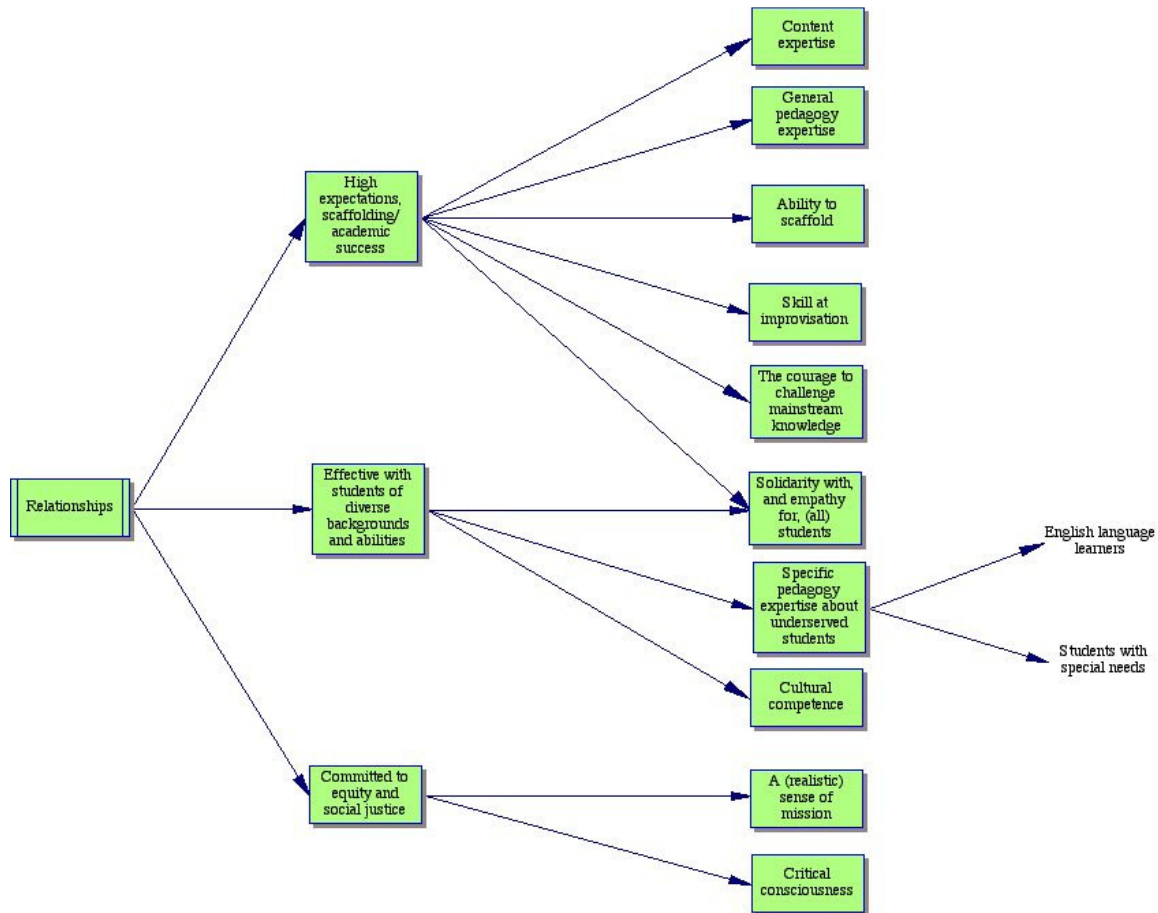 Content
expertise
General
pedagogy
expertise
High
expectations,
scaffolding/
academic
success
Ability to
scaffold
Skill at
improvisation
The courage to
challenge
mainstream
knowledge
Relationships
Effective with
students of
diverse
backgrounds
and abilities
Solidarity with,
and empathy
for, (all)
students
English language
learners
Specific
pedagogy
expertise about
underserved
students
Students with
special needs
Cultural
competence
Committed to
equity and
social justice
A (realistic)
sense of
mission
Critical
consciousness